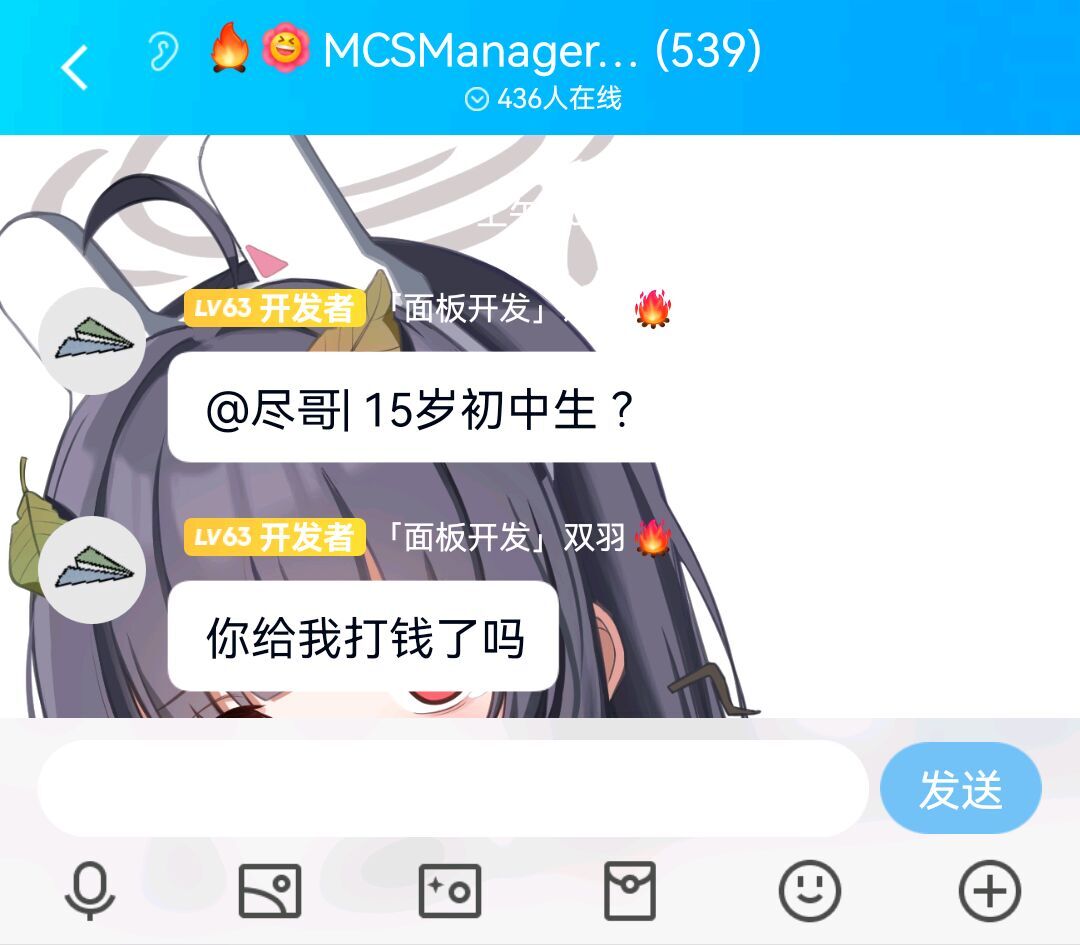 MCSManager... (539)
436人在线
LV63 开发者 「面板开发」
@尽哥| 15岁初中生？
LV63 开发者 「面板开发」双羽
你给我打钱了吗
发送